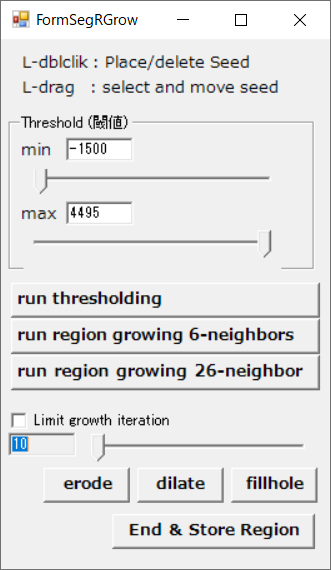 FormSegRGrow
L-dblclik : Place/delete Seed
L-drag : select and move seed
Threshold (閾値)
min -1500
max 4495
run thresholding
run region growing 6-neighbors
run region growing 26-neighbor
Limit growth iteration
10
erode dilate fillhole
End & Store Region